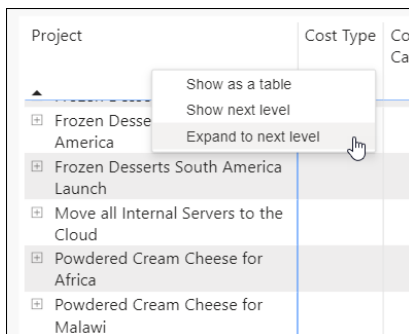 Project
Cost Type
Co
Ca
Show as a table
Show next level
Expand to next level
Frozen Desse
America
Frozen Desserts South America
Launch
Move all Internal Servers to the
Cloud
Powdered Cream Cheese for
Africa
Powdered Cream Cheese for
Malawi